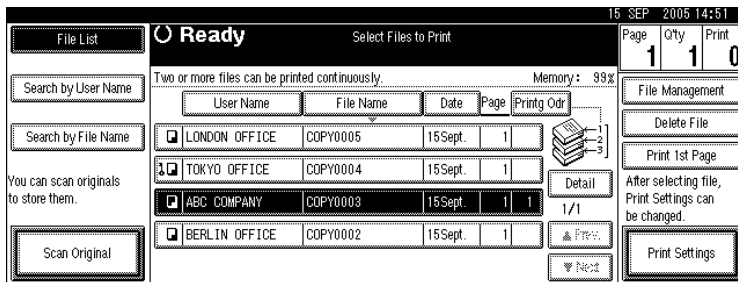 15 SEP 2005 14:51
File List
Ready
Select Files to Print
Page Q'ty Print
1 1 0
Two or more files can be printed continuously.
Memory: 99%
Search by User Name
User Name File Name Date Page Printg Odr
File Management
LONDON OFFICE COPY0005 15Sept. 1
1
2
3
Delete File
Search by File Name
TOKYO OFFICE COPY0004 15Sept. 1
Print 1st Page
You can scan originals
to store them.
Detail
After selecting file,
Print Settings can
be changed.
ABC COMPANY COPY0003 15Sept. 1 1
1/1
BERLIN OFFICE COPY0002 15Sept. 1
▲ Prev.
Scan Original
Print Settings
▼ Next